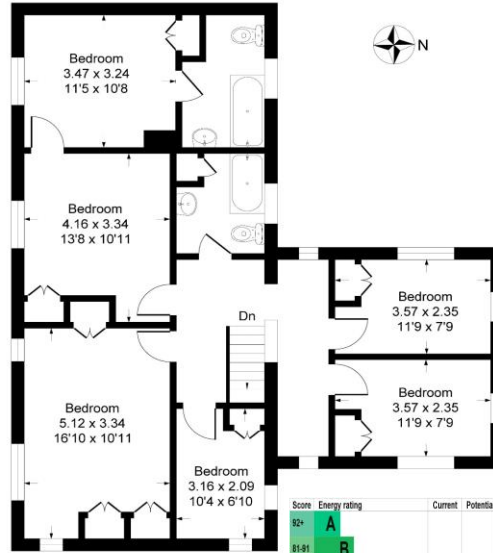 Bedroom
3.47 x 3.24
11'5 x 10'8
N
Bedroom
4.16 x 3.34
13'8 x 10'11
Dn
Bedroom
3.57 x 2.35
11'9 x 7'9
Bedroom
3.57 x 2.35
11'9 x 7'9
Bedroom
5.12 x 3.34
16'10 x 10'11
Bedroom
3.16 x 2.09
10'4 x 6'10
Score Energy rating Current Potential
92+ A
81-91 B